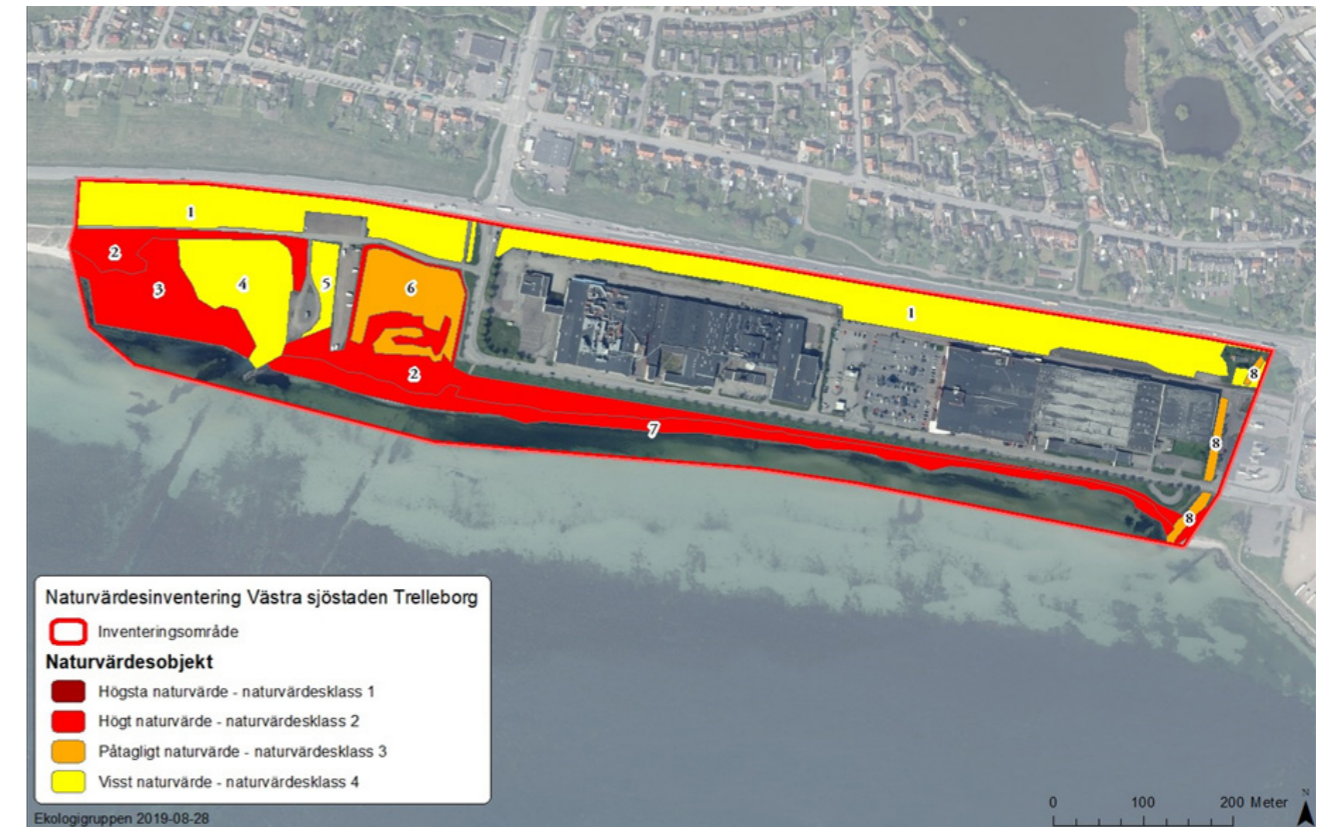 1
2
3
4
5
6
1
2
7
8
8
8
Naturvärdesinventering Västra sjöstaden Trelleborg
Inventeringsområde
Naturvärdesobjekt
Högsta naturvärde - naturvärdesklass 1
Högt naturvärde - naturvärdesklass 2
Påtagligt naturvärde - naturvärdesklass 3
Visst naturvärde - naturvärdesklass 4
Ekologigruppen 2019-08-28
0 100 200 Meter
N